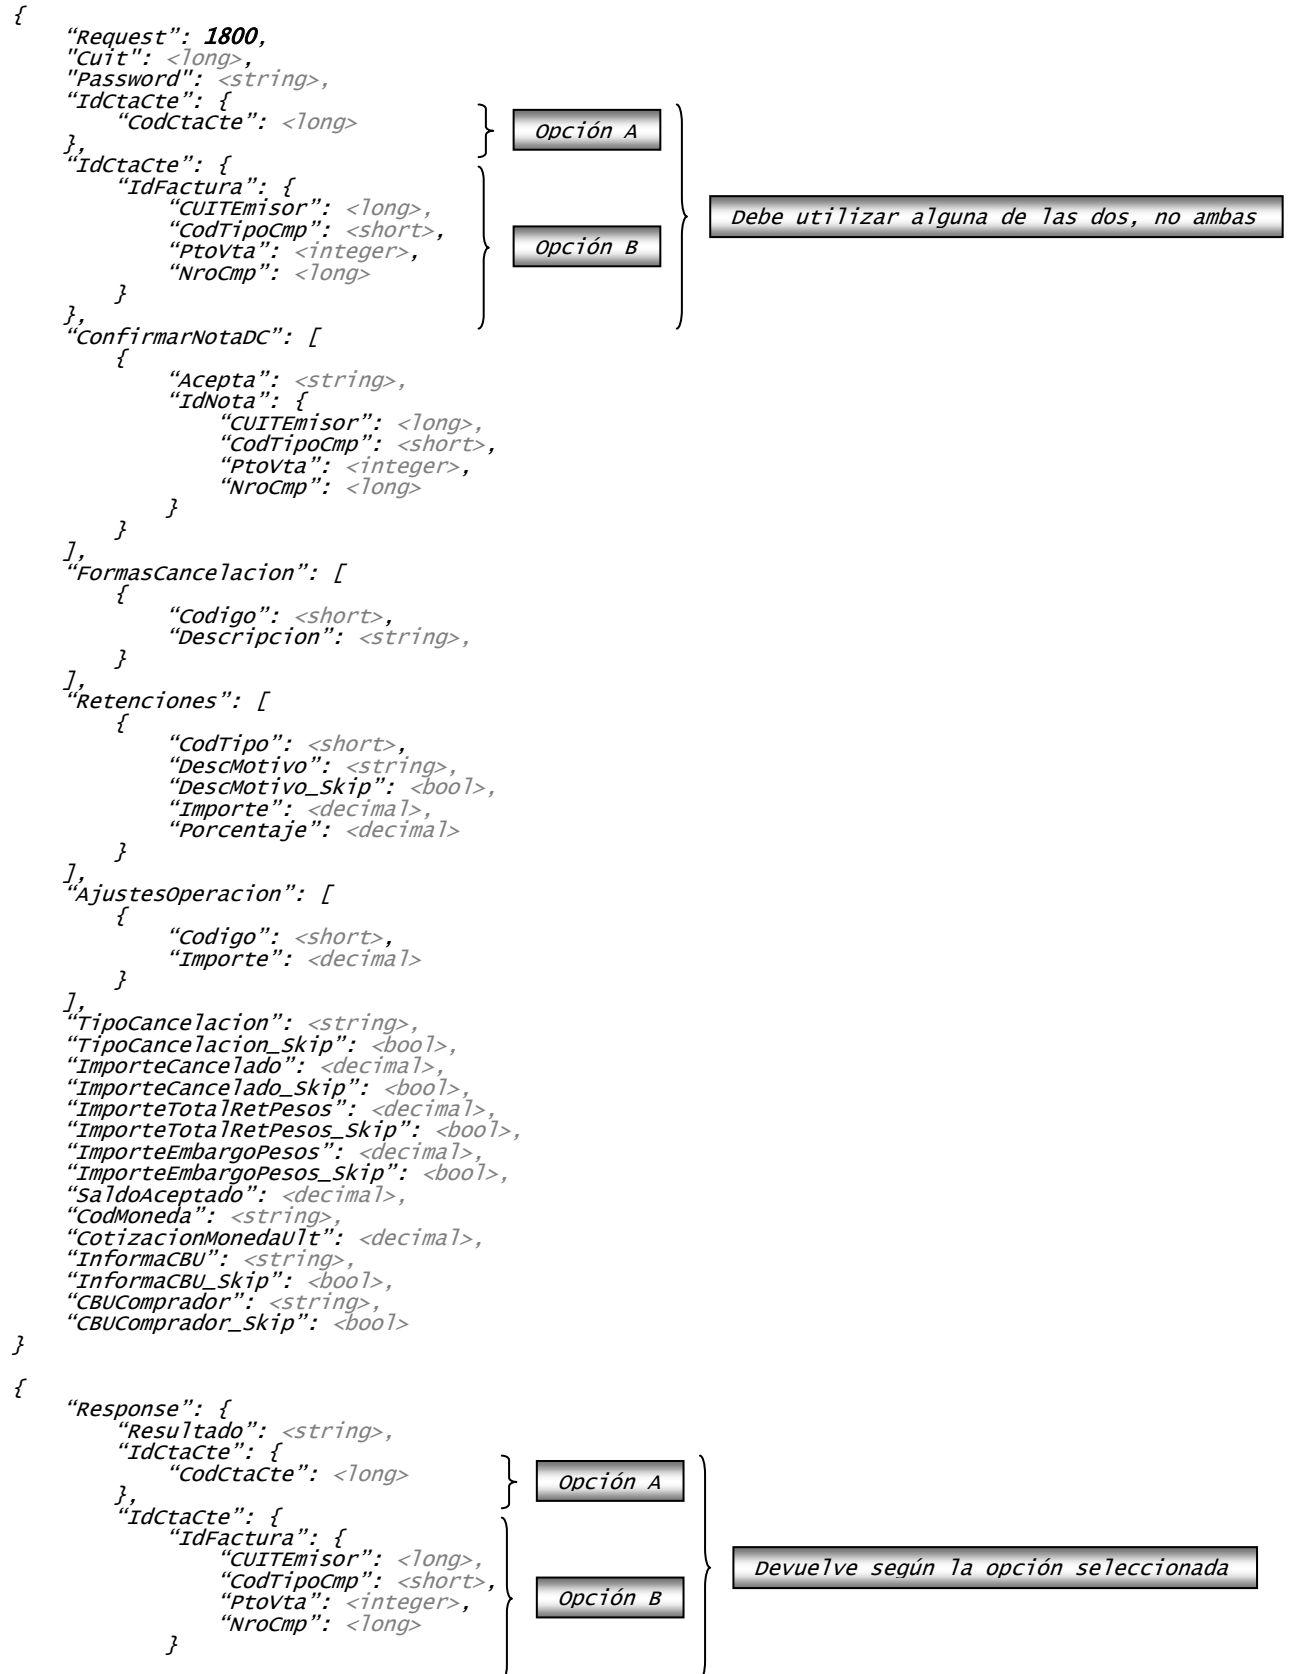 {
“Request”: 1800,
"Cuit": <long>,
"Password": <string>,
“IdCtaCte”: {
“CodCtaCte”: <long>
},
Opción A
“IdCtaCte”: {
“IdFactura”: {
“CUITEmisor”: <long>,
“CodTipoCmp”: <short>,
“PtoVta”: <integer>,
“NroCmp”: <long>
}
},
Opción B
Debe utilizar alguna de las dos, no ambas
“ConfirmarNotaDC”: [
{
“Acepta”: <string>,
“IdNota”: {
“CUITEmisor”: <long>,
“CodTipoCmp”: <short>,
“PtoVta”: <integer>,
“NroCmp”: <long>
}
}
],
“FormasCancelacion”: [
{
“Codigo”: <short>,
“Descripcion”: <string>,
}
],
“Retenciones”: [
{
“CodTipo”: <short>,
“DescMotivo”: <string>,
“DescMotivo_Skip”: <bool>,
“Importe”: <decimal>,
“Porcentaje”: <decimal>
}
],
“AjustesOperacion”: [
{
“Codigo”: <short>,
“Importe”: <decimal>
}
],
“TipoCancelacion”: <string>,
“TipoCancelacion_Skip”: <bool>,
“ImporteCancelado”: <decimal>,
“ImporteCancelado_Skip”: <bool>,
“ImporteTotalRetPesos”: <decimal>,
“ImporteTotalRetPesos_Skip”: <bool>,
“ImporteEmbargoPesos”: <decimal>,
“ImporteEmbargoPesos_Skip”: <bool>,
“SaldoAceptado”: <decimal>,
“CodMoneda”: <string>,
“CotizacionMonedaUlt”: <decimal>,
“InformaCBU”: <string>,
“InformaCBU_Skip”: <bool>,
“CBUComprador”: <string>,
“CBUComprador_Skip”: <bool>
}
{
“Response”: {
“Resultado”: <string>,
“IdCtaCte”: {
“CodCtaCte”: <long>
},
Opción A
“IdCtaCte”: {
“IdFactura”: {
“CUITEmisor”: <long>,
“CodTipoCmp”: <short>,
“PtoVta”: <integer>,
“NroCmp”: <long>
}
Opción B
Devuelve según la opción seleccionada